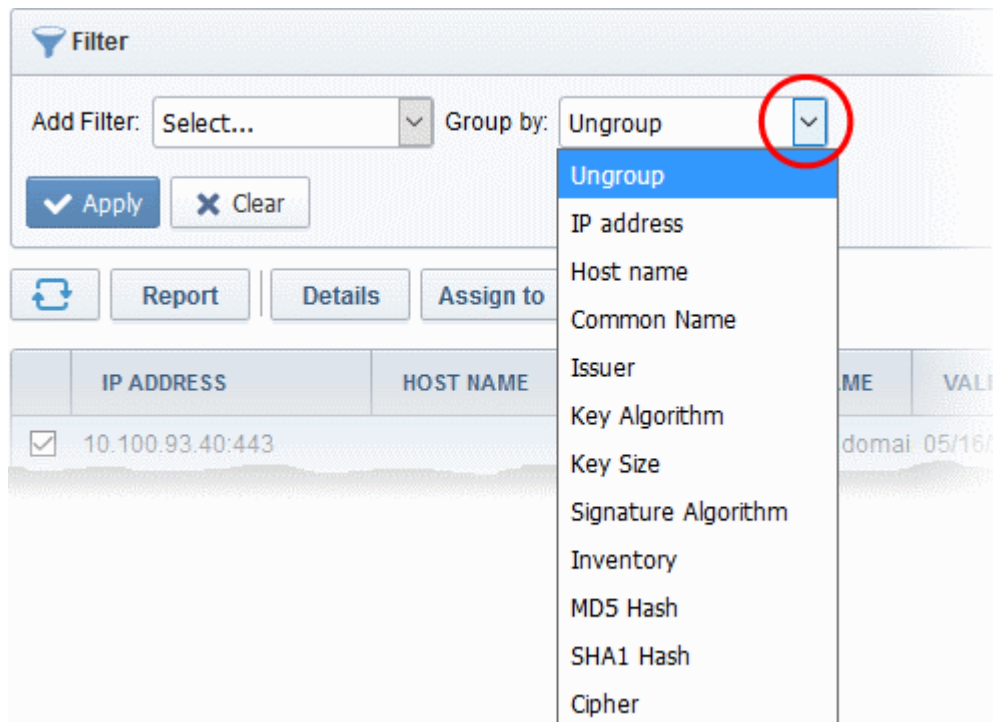 Filter
Add Filter: Select... Group by: Ungroup
Ungroup
Apply Clear
IP address
Host name
Report Details Assign to
Common Name
Issuer
IP ADDRESS HOST NAME
Key Algorithm
10.100.93.40:443 05/16/
Key Size
Signature Algorithm
Inventory
MD5 Hash
SHA1 Hash
Cipher